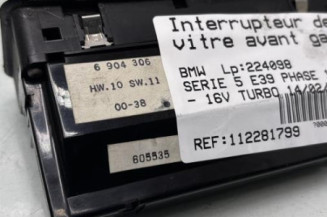 Interrupteur de
vitre avant ga
BMW Lp:224098
SERIE 5 E39 PHASE
- 16V TURBO 14/02/
REF:112281799
6 904 306
HW.10 SW.11
00-38
605535